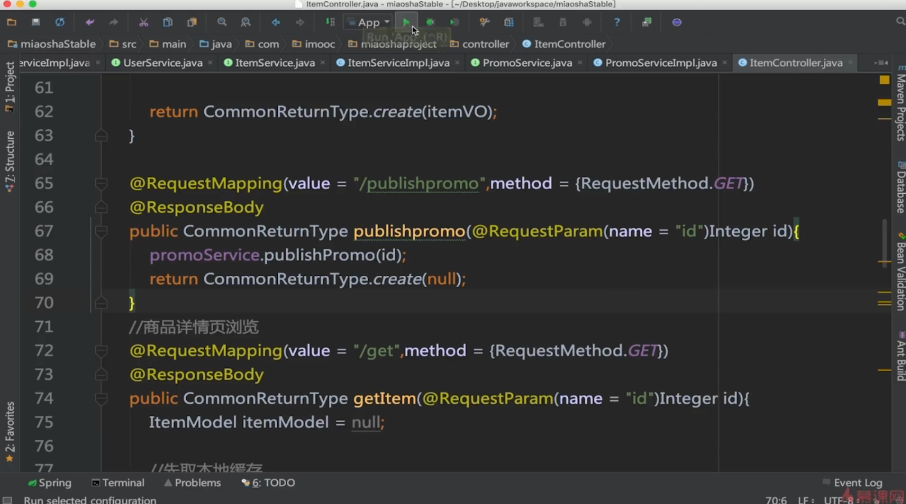 ItemController.java - miaoshaStable - [~/Desktop/javaworkspace/miaoshaStable]
App
Run 'App' (^R)
miaoshaStable src main java com imooc miaoshaproject controller ItemController
erviceImpl.java UserService.java ItemService.java ItemServiceImpl.java PromoService.java PromoServiceImpl.java ItemController.java
1: Project
7: Structure
2: Favorites
61
62 return CommonReturnType.create(itemVO);
63 }
64
65 @RequestMapping(value = "/publishpromo",method = {RequestMethod.GET})
66 @ResponseBody
67 public CommonReturnType publishpromo(@RequestParam(name = "id")Integer id){
68 promoService.publishPromo(id);
69 return CommonReturnType.create(null);
70 }
71 //商品详情页浏览
72 @RequestMapping(value = "/get",method = {RequestMethod.GET})
73 @ResponseBody
74 public CommonReturnType getItem(@RequestParam(name = "id")Integer id){
75 ItemModel itemModel = null;
76
77 //先取本地缓存
Maven Projects
Database
Bean Validation
Ant Build
Spring Terminal Problems 6: TODO Event Log
Run selected configuration 70:6 LF UTF-8